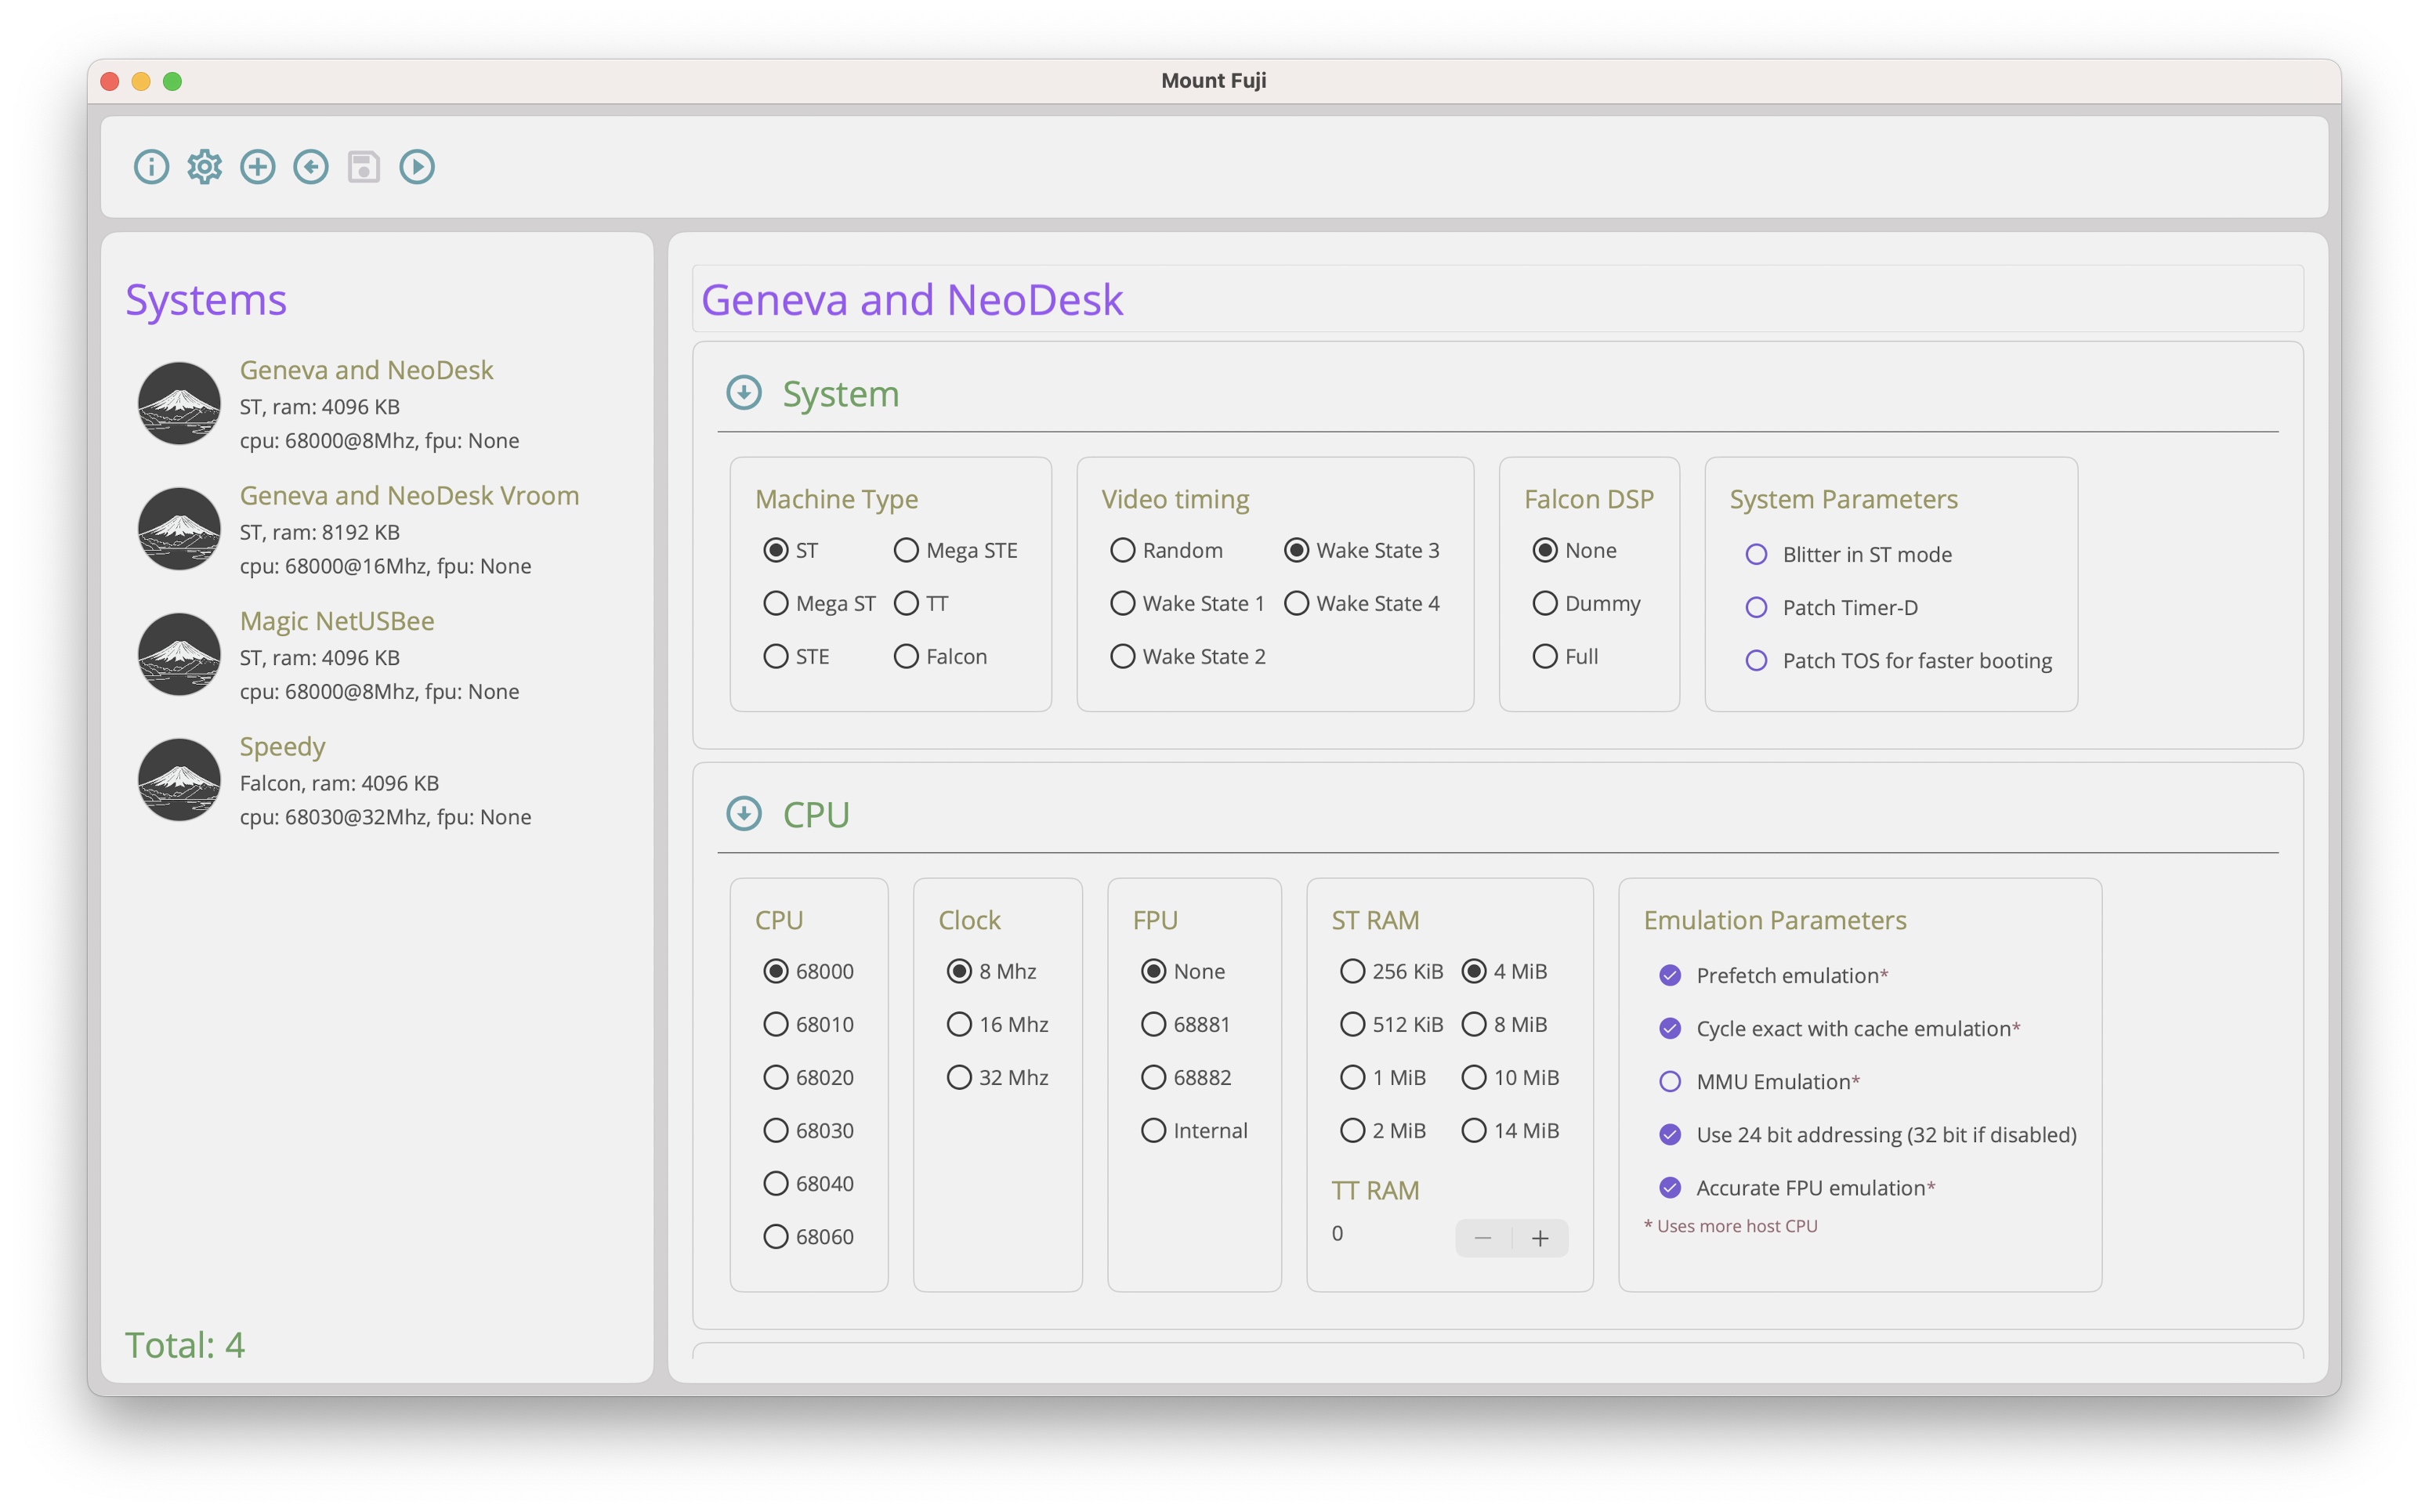 Mount Fuji
Systems
Geneva and NeoDesk
ST, ram: 4096 KB
cpu: 68000@8Mhz, fpu: None
Geneva and NeoDesk Vroom
ST, ram: 8192 KB
cpu: 68000@16Mhz, fpu: None
Magic NetUSBee
ST, ram: 4096 KB
cpu: 68000@8Mhz, fpu: None
Speedy
Falcon, ram: 4096 KB
cpu: 68030@32Mhz, fpu: None
Total: 4
Geneva and NeoDesk
System
Machine Type
ST
Mega STE
Mega ST
TT
STE
Falcon
Video timing
Random
Wake State 3
Wake State 1
Wake State 4
Wake State 2
Falcon DSP
None
Dummy
Full
System Parameters
Blitter in ST mode
Patch Timer-D
Patch TOS for faster booting
CPU
CPU
68000
68010
68020
68030
68040
68060
Clock
8 Mhz
16 Mhz
32 Mhz
FPU
None
68881
68882
Internal
ST RAM
256 KiB
4 MiB
512 KiB
8 MiB
1 MiB
10 MiB
2 MiB
14 MiB
TT RAM
0
Emulation Parameters
Prefetch emulation*
Cycle exact with cache emulation*
MMU Emulation*
Use 24 bit addressing (32 bit if disabled)
Accurate FPU emulation*
* Uses more host CPU